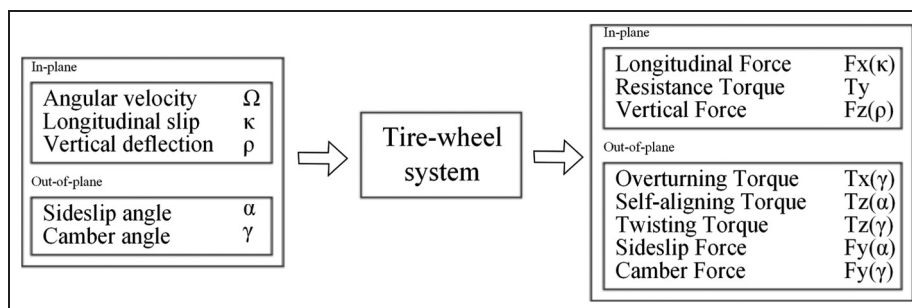 In-plane
Angular velocity Ω
Longitudinal slip κ
Vertical deflection ρ
Out-of-plane
Sideslip angle α
Camber angle γ
Tire-wheel
system
In-plane
Longitudinal Force Fx(κ)
Resistance Torque Ty
Vertical Force Fz(ρ)
Out-of-plane
Overturning Torque Tx(γ)
Self-aligning Torque Tz(α)
Twisting Torque Tz(γ)
Sideslip Force Fy(α)
Camber Force Fy(γ)